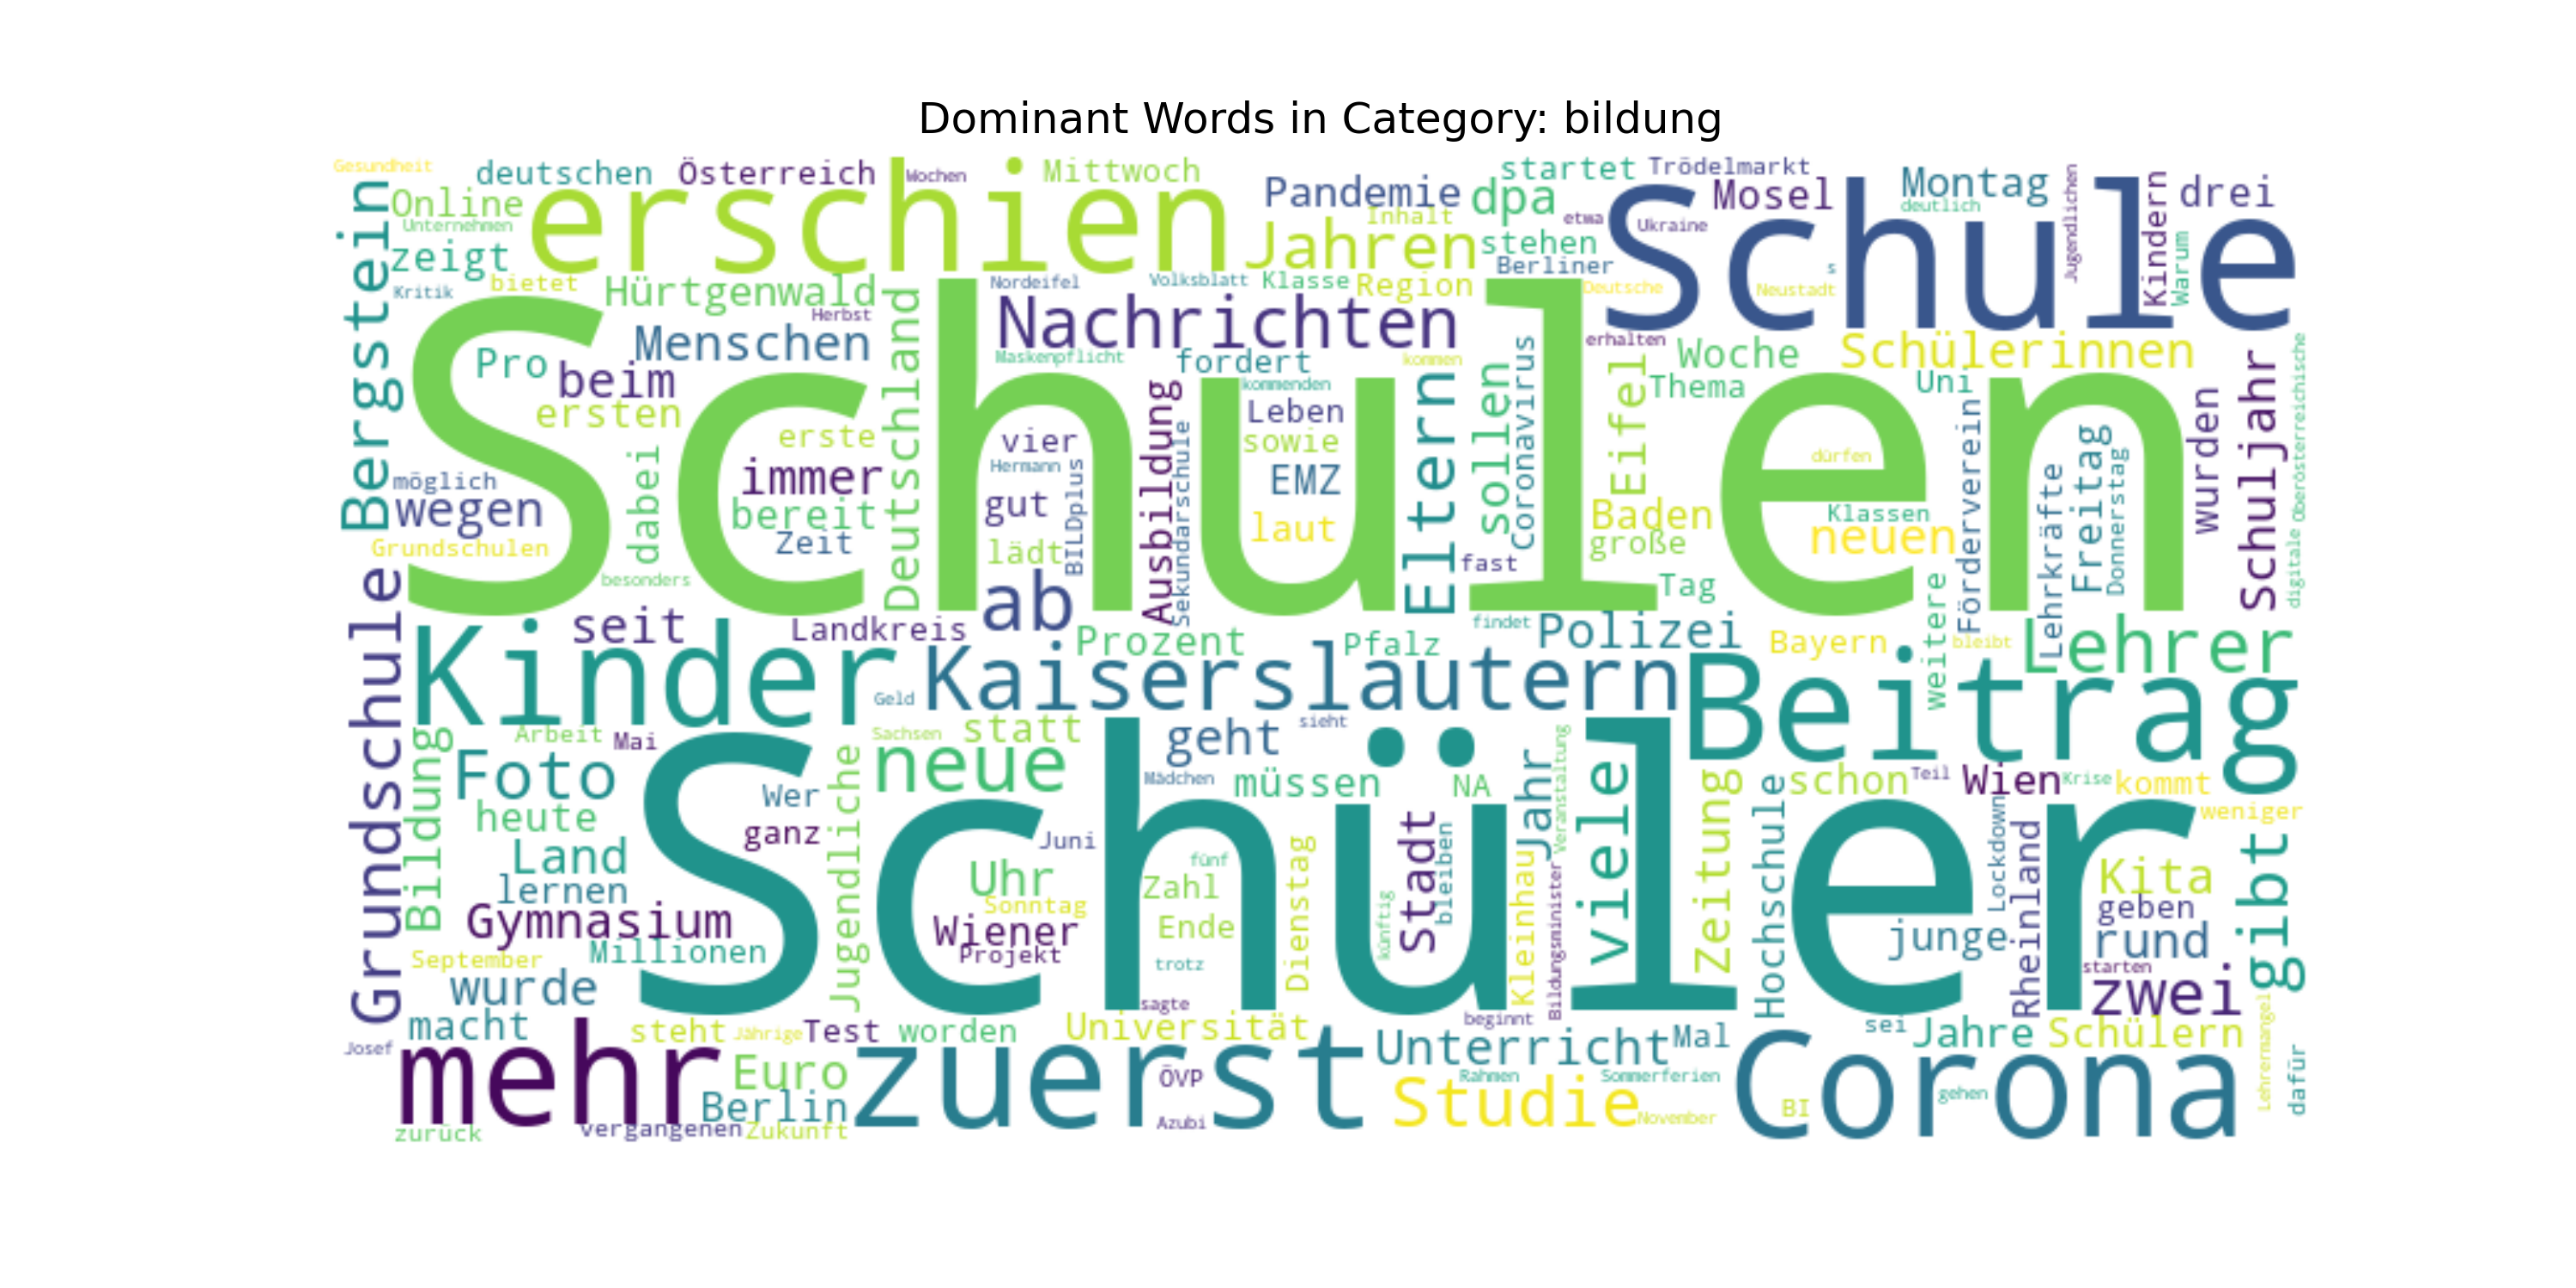 Dominant Words in Category: bildung
Gesundheit
deutschen
Österreich
Wochen
Mittwoch
startet
Trödelmarkt
Montag
drei
Online
erschien
Pandemie
dpa
Mosel
Schule
Jugendlichen
Kindern
deutlich
Unternehmen
Inhalt
etwa
Ukraine
Bergstein
zeigt
Jahren
stehen
Berliner
s
Warum
Kritik
bietet
Hürtgenwald
Nordeifel
Volksblatt
Klasse
Region
Deutsche
Neustadt
Herbst
Nachrichten
Schulen
Menschen
Deutschland
Maskenpflicht
fordert
kommen
Coronavirus
erhalten
Woche
Schülerinnen
Pro
beim
ersten
kommenden
Eltern
sollen
Eifel
Thema
Uni
Schuljahr
Oberösterreichische
erste
vier
Ausbildung
Sekundarschule
Leben
sowie
wurden
möglich
wegen
dabei
immer
Hermann
BILDplus
EMZ
dürfen
Förderverein
Lehrkräfte
Freitag
Donnerstag
bereit
gut
laut
Baden
Klassen
Grundschulen
Zeit
lädt
fast
große
neuen
digitale
besonders
ab
Tag
Grundschule
seit
Landkreis
Prozent
Pfalz
findet
Polizei
Bayern
weitere
bleibt
Lehrer
Kinder
Geld
Kaiserslautern
Beitrag
Bildung
Arbeit
Mai
Sachsen
statt
geht
sieht
Foto
Jugendliche
neue
Mädchen
müssen
NA
Jahr
Veranstaltung
viele
Zeitung
Hochschule
schon
Teil
Wien
Krise
kommt
heute
Wer
Schüler
weniger
ganz
Juni
Stadt
bleiben
Lockdown
Rheinland
gibt
Land
lernen
Uhr
fünf
Zahl
Dienstag
künftig
Kleinhau
Bildungsminister
Kita
geben
Gymnasium
Sonntag
Wiener
Ende
junge
rund
September
Millionen
Projekt
trotz
starten
wurde
sagte
zwei
macht
steht
Jährige
Test
worden
Universität
beginnt
sei
Jahre
Schülern
Lehrermangel
dafür
Josef
mehr
Euro
zuerst
ÖVP
Unterricht
Mal
Corona
Berlin
Rahmen
Sommerferien
Studie
gehen
zurück
vergangenen
Zukunft
Azubi
November
BI